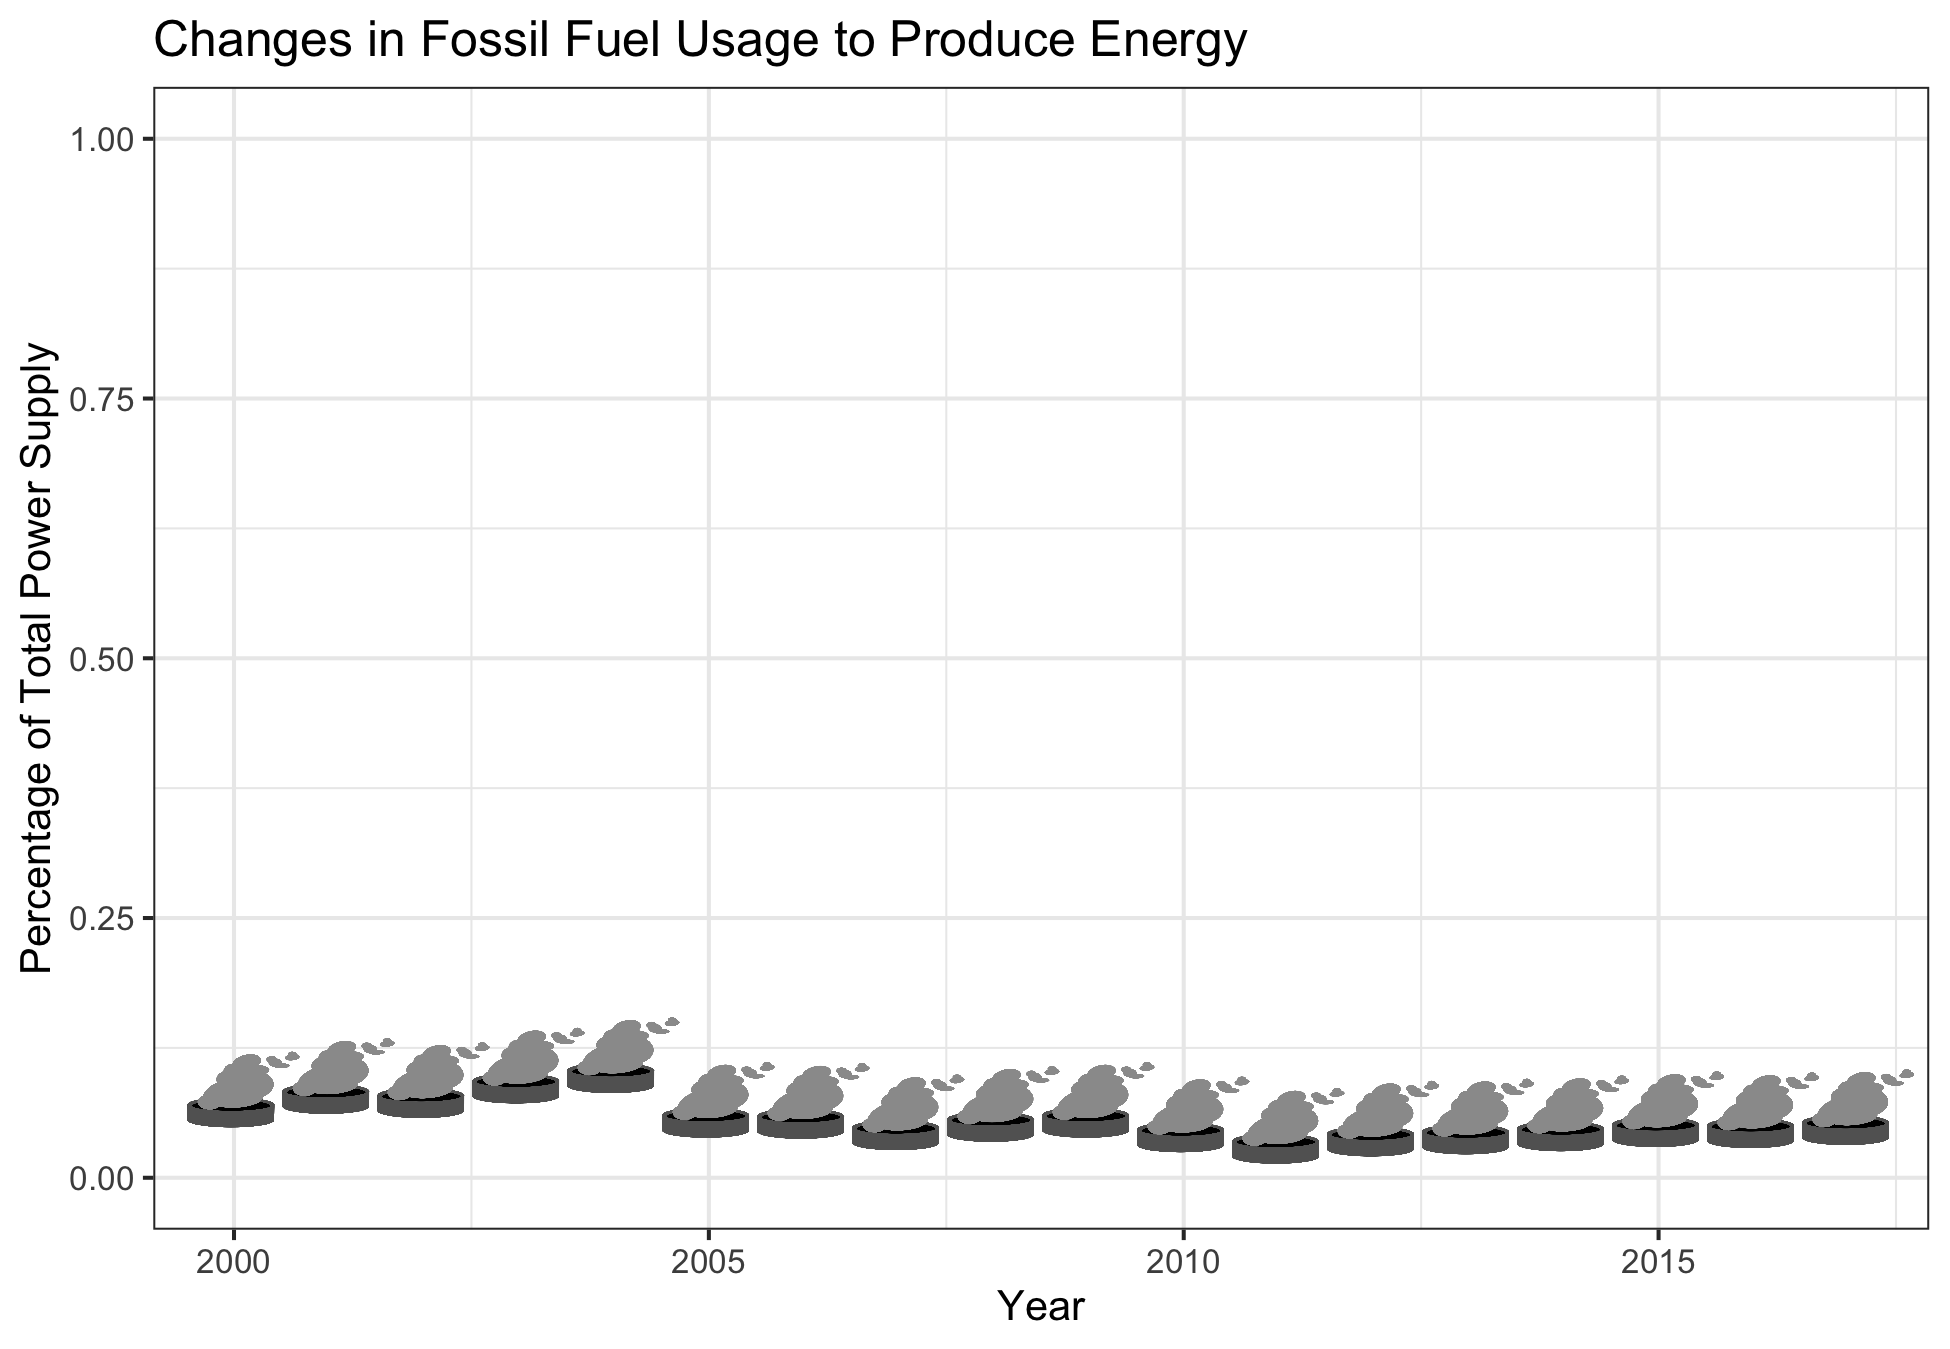 Changes in Fossil Fuel Usage to Produce Energy
Percentage of Total Power Supply
1.00
0.75
0.50
0.25
0.00
2000 2005 2010 2015
Year